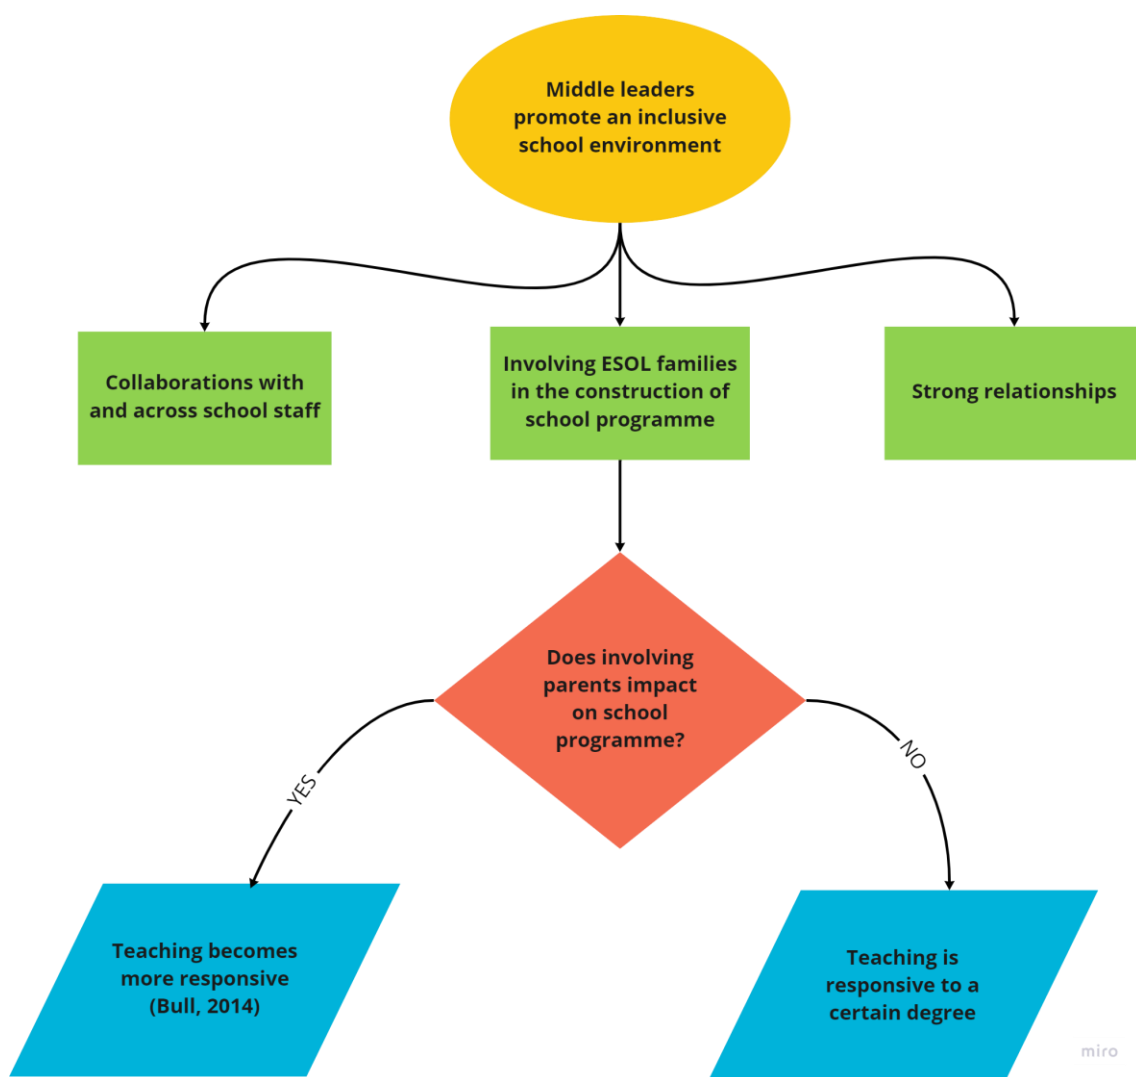 Middle leaders
promote an inclusive
school environment
Collaborations with
and across school staff
Involving ESOL families
in the construction of
school programme
Strong relationships
Does involving
parents impact
on school
programme?
YES
NO
Teaching becomes
more responsive
(Bull, 2014)
Teaching is
responsive to a
certain degree
miro